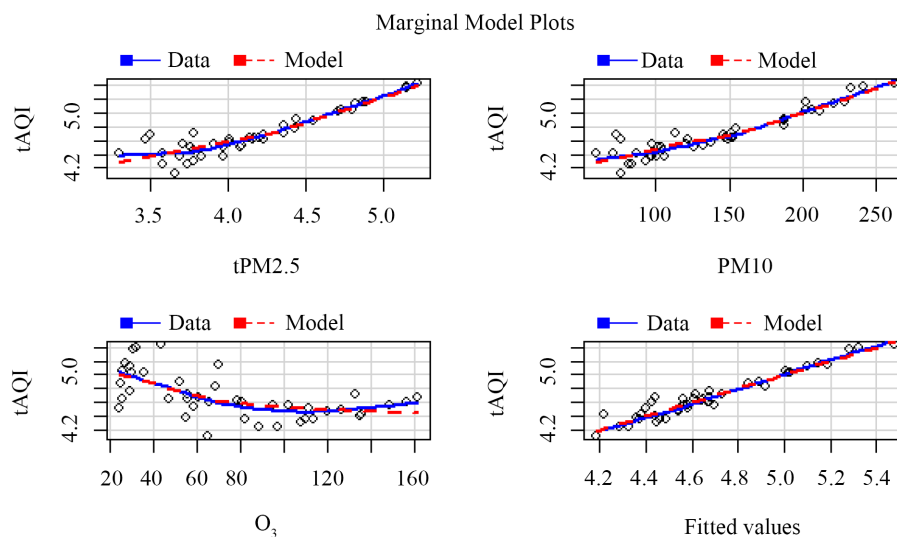 Marginal Model Plots
Data Model
tAQI
5.0
4.2
3.5 4.0 4.5 5.0
tPM2.5
Data Model
tAQI
5.0
4.2
100 150 200 250
PM10
Data Model
tAQI
5.0
4.2
20 40 60 80 120 160
O₃
Data Model
tAQI
5.0
4.2
4.2 4.4 4.6 4.8 5.0 5.2 5.4
Fitted values